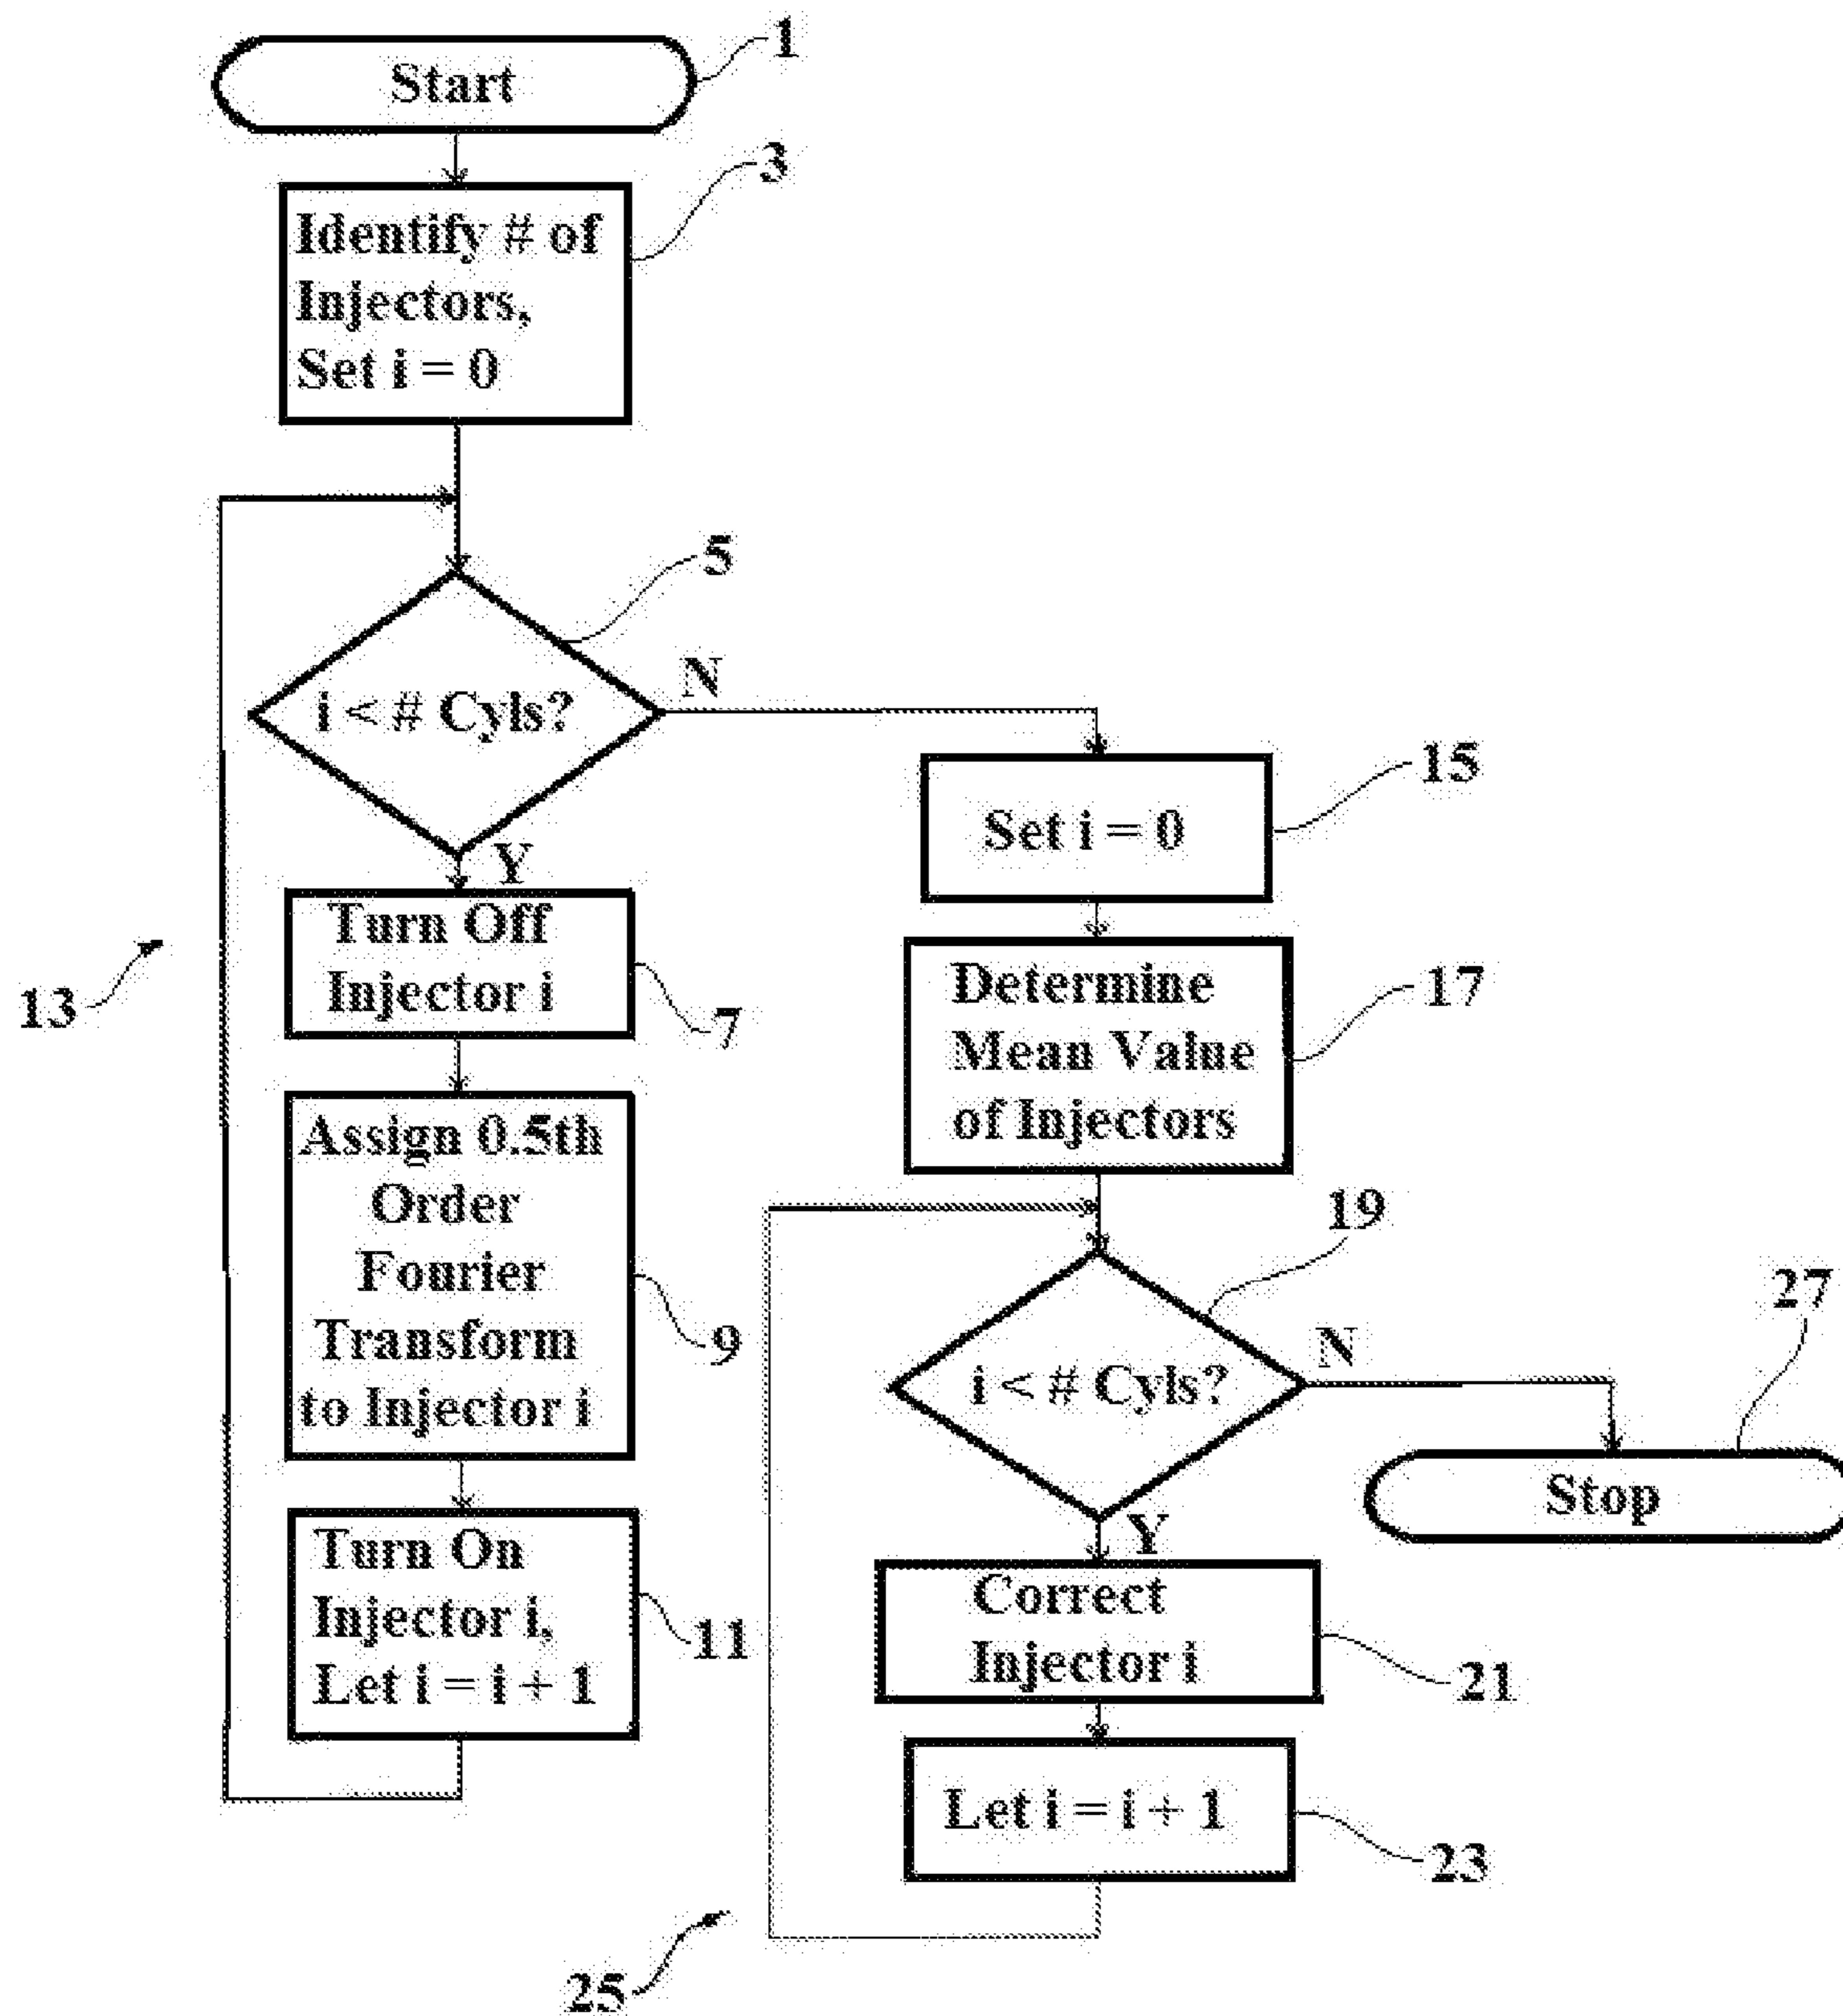 Start
1
Identify # of
Injectors,
Set i = 0
3
i < # Cyls?
5
N
Y
Turn Off
Injector i
7
13
Assign 0.5th
Order
Fourier
Transform
to Injector i
9
Turn On
Injector i,
Let i = i + 1
11
Set i = 0
15
Determine
Mean Value
of Injectors
17
i < # Cyls?
19
N
Y
Stop
27
Correct
Injector i
21
Let i = i + 1
23
25